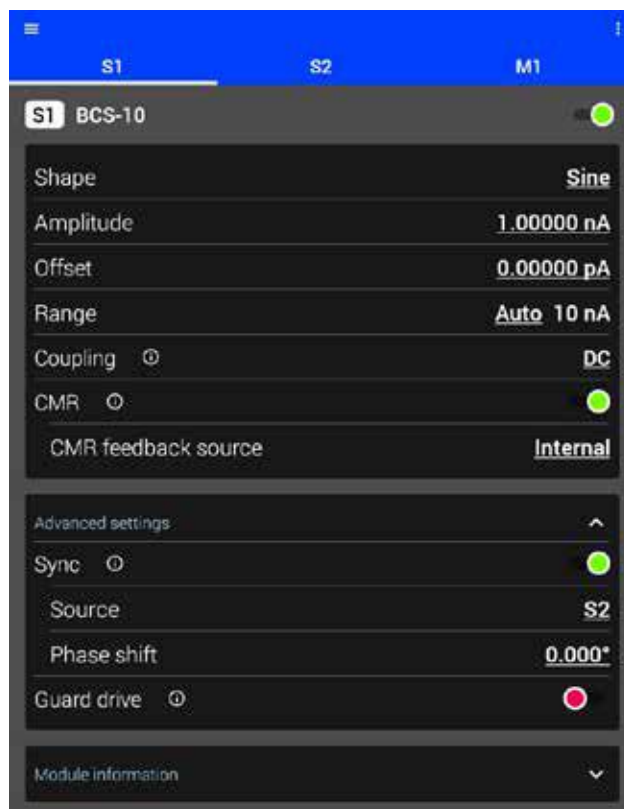 S1 S2 M1
S1 BCS-10
Shape Sine
Amplitude 1.00000 nA
Offset 0.00000 pA
Range Auto 10 nA
Coupling DC
CMR
CMR feedback source Internal
Advanced settings
Sync
Source S2
Phase shift 0.000°
Guard drive
Module information